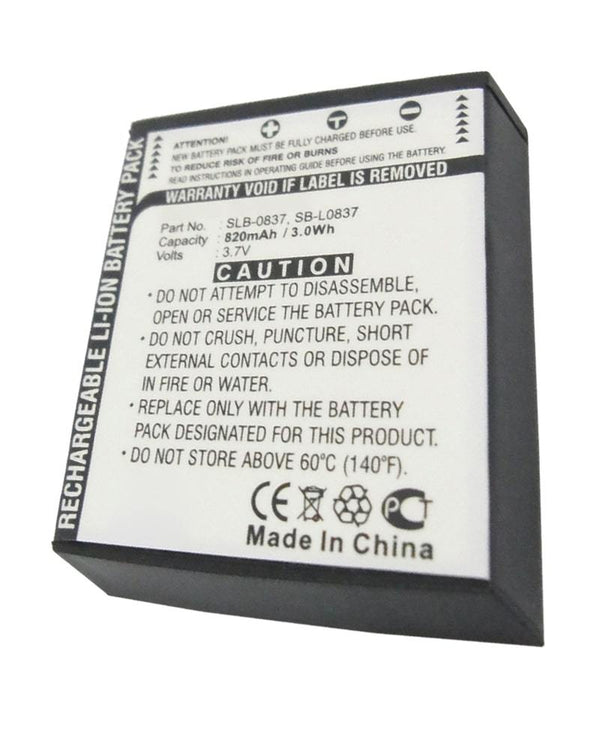 ATTENTION!
NEW BATTERY PACK MUST BE FULLY CHARGED BEFORE USE.
TO REDUCE RISK OF FIRE OR BURNS
READ INSTRUCTIONS IN OPERATING GUIDE BEFORE USING BATTERY
WARRANTY VOID IF LABEL IS REMOVED
Part No. : SLB-0837, SB-L0837
Capacity : 820mAh / 3.0Wh
Volts : 3.7V
CAUTION
• DO NOT ATTEMPT TO DISASSEMBLE,
OPEN OR SERVICE THE BATTERY PACK.
• DO NOT CRUSH, PUNCTURE, SHORT
EXTERNAL CONTACTS OR DISPOSE OF
IN FIRE OR WATER.
• REPLACE ONLY WITH THE BATTERY
PACK DESIGNATED FOR THIS PRODUCT.
• DO NOT STORE ABOVE 60°C (140°F).
CE PCT
Made In China
RECHARGEABLE LI-ION BATTERY PACK